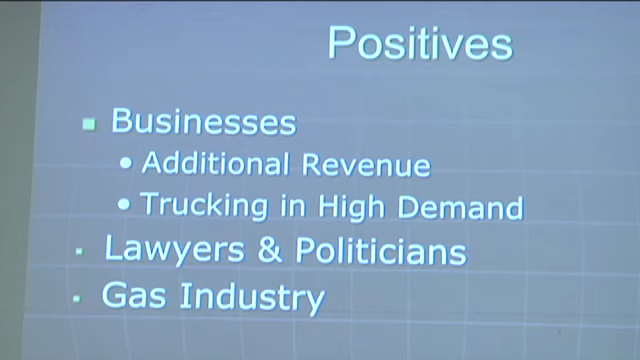 Positives
Businesses
Additional Revenue
Trucking in High Demand
Lawyers & Politicians
Gas Industry